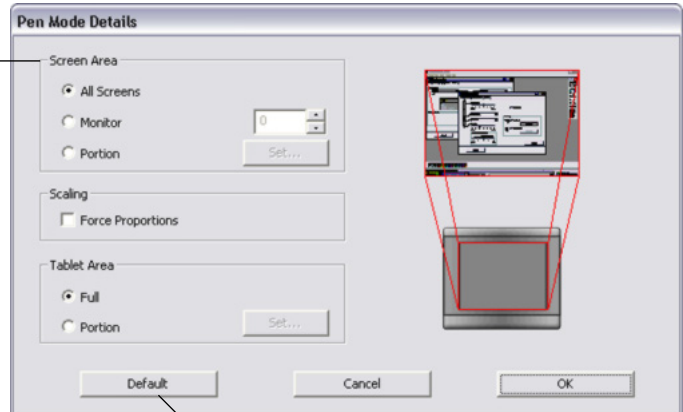 Pen Mode Details
Screen Area
All Screens
Monitor
0
Portion
Set...
Scaling
Force Proportions
Tablet Area
Full
Portion
Set...
Default
Cancel
OK